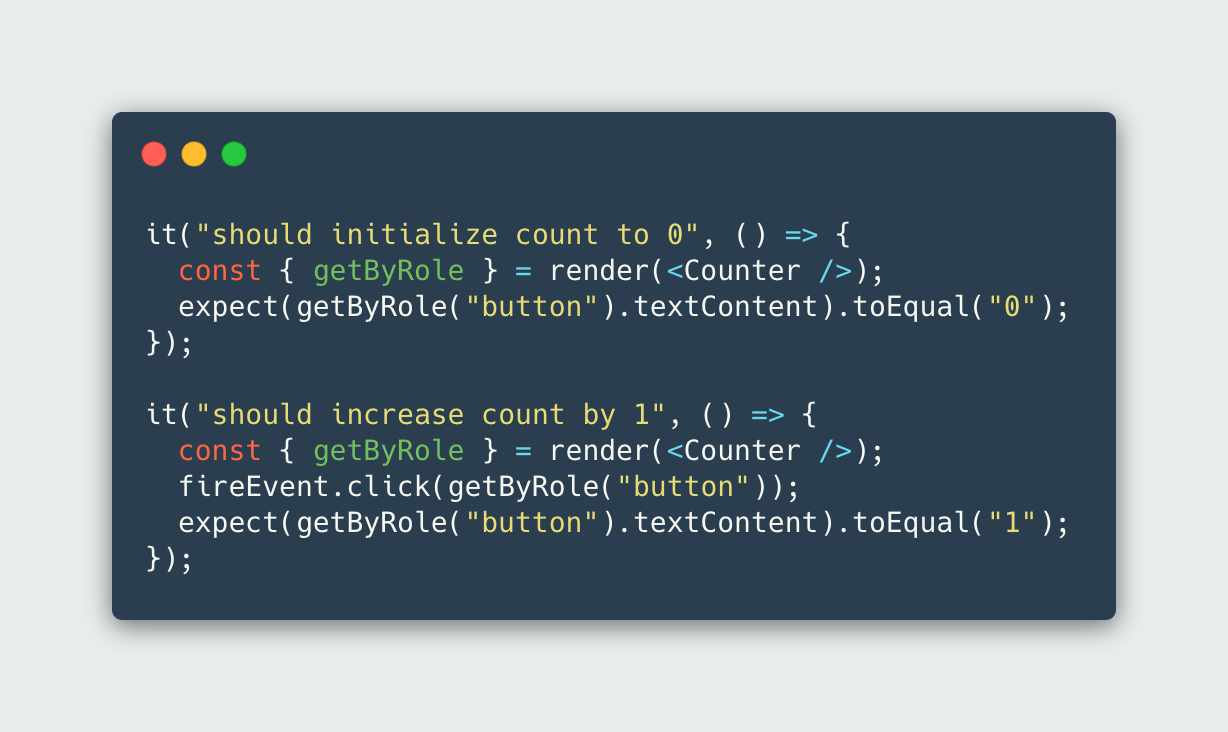 it("should initialize count to 0", () => {
  const { getByRole } = render(<Counter />);
  expect(getByRole("button").textContent).toEqual("0");
});

it("should increase count by 1", () => {
  const { getByRole } = render(<Counter />);
  fireEvent.click(getByRole("button"));
  expect(getByRole("button").textContent).toEqual("1");
});